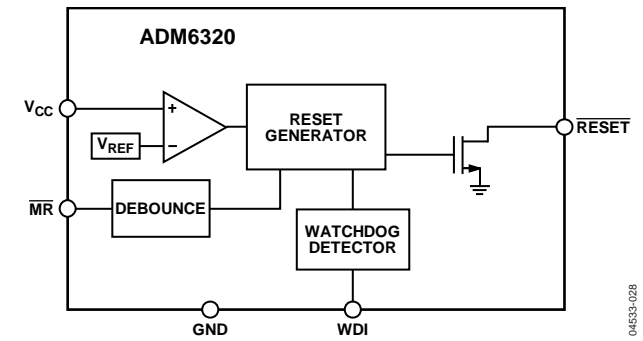 ADM6320
VCC
+
VREF
–
RESET
GENERATOR
RESET
MR
DEBOUNCE
WATCHDOG
DETECTOR
GND
WDI
04533-028